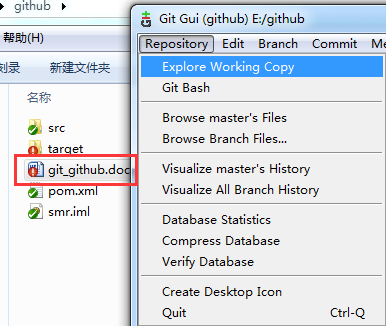 github
帮助(H)
刻录
新建文件夹
名称
src
target
git_github.doc
pom.xml
smr.iml
Git Gui (github) E:/github
Repository Edit Branch Commit Me
Explore Working Copy
Git Bash
Browse master's Files
Browse Branch Files...
Visualize master's History
Visualize All Branch History
Database Statistics
Compress Database
Verify Database
Create Desktop Icon
Quit Ctrl-Q